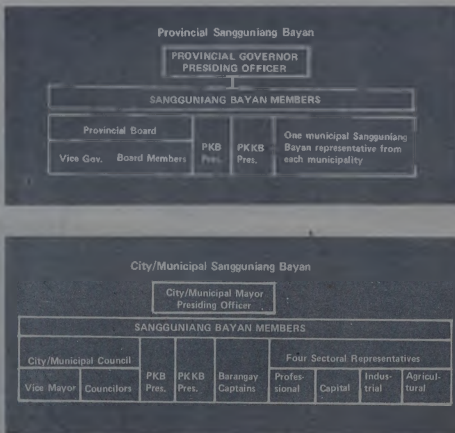 Provincial Sangguniang Bayan
PROVINCIAL GOVERNOR
PRESIDING OFFICER
SANGGUNIANG BAYAN MEMBERS
Provincial Board
Vice Gov. Board Members
PKB
Pres.
PKKB
Pres.
One municipal Sangguniang
Bayan representative from
each municipality
City/Municipal Sangguniang Bayan
City/Municipal Mayor
Presiding Officer
SANGGUNIANG BAYAN MEMBERS
City/Municipal Council
Vice Mayor
Councilors
PKB
Pres.
PKKB
Pres.
Barangay
Captains
Four Sectoral Representatives
Profes-
sional
Capital
Indus-
trial
Agricul-
tural